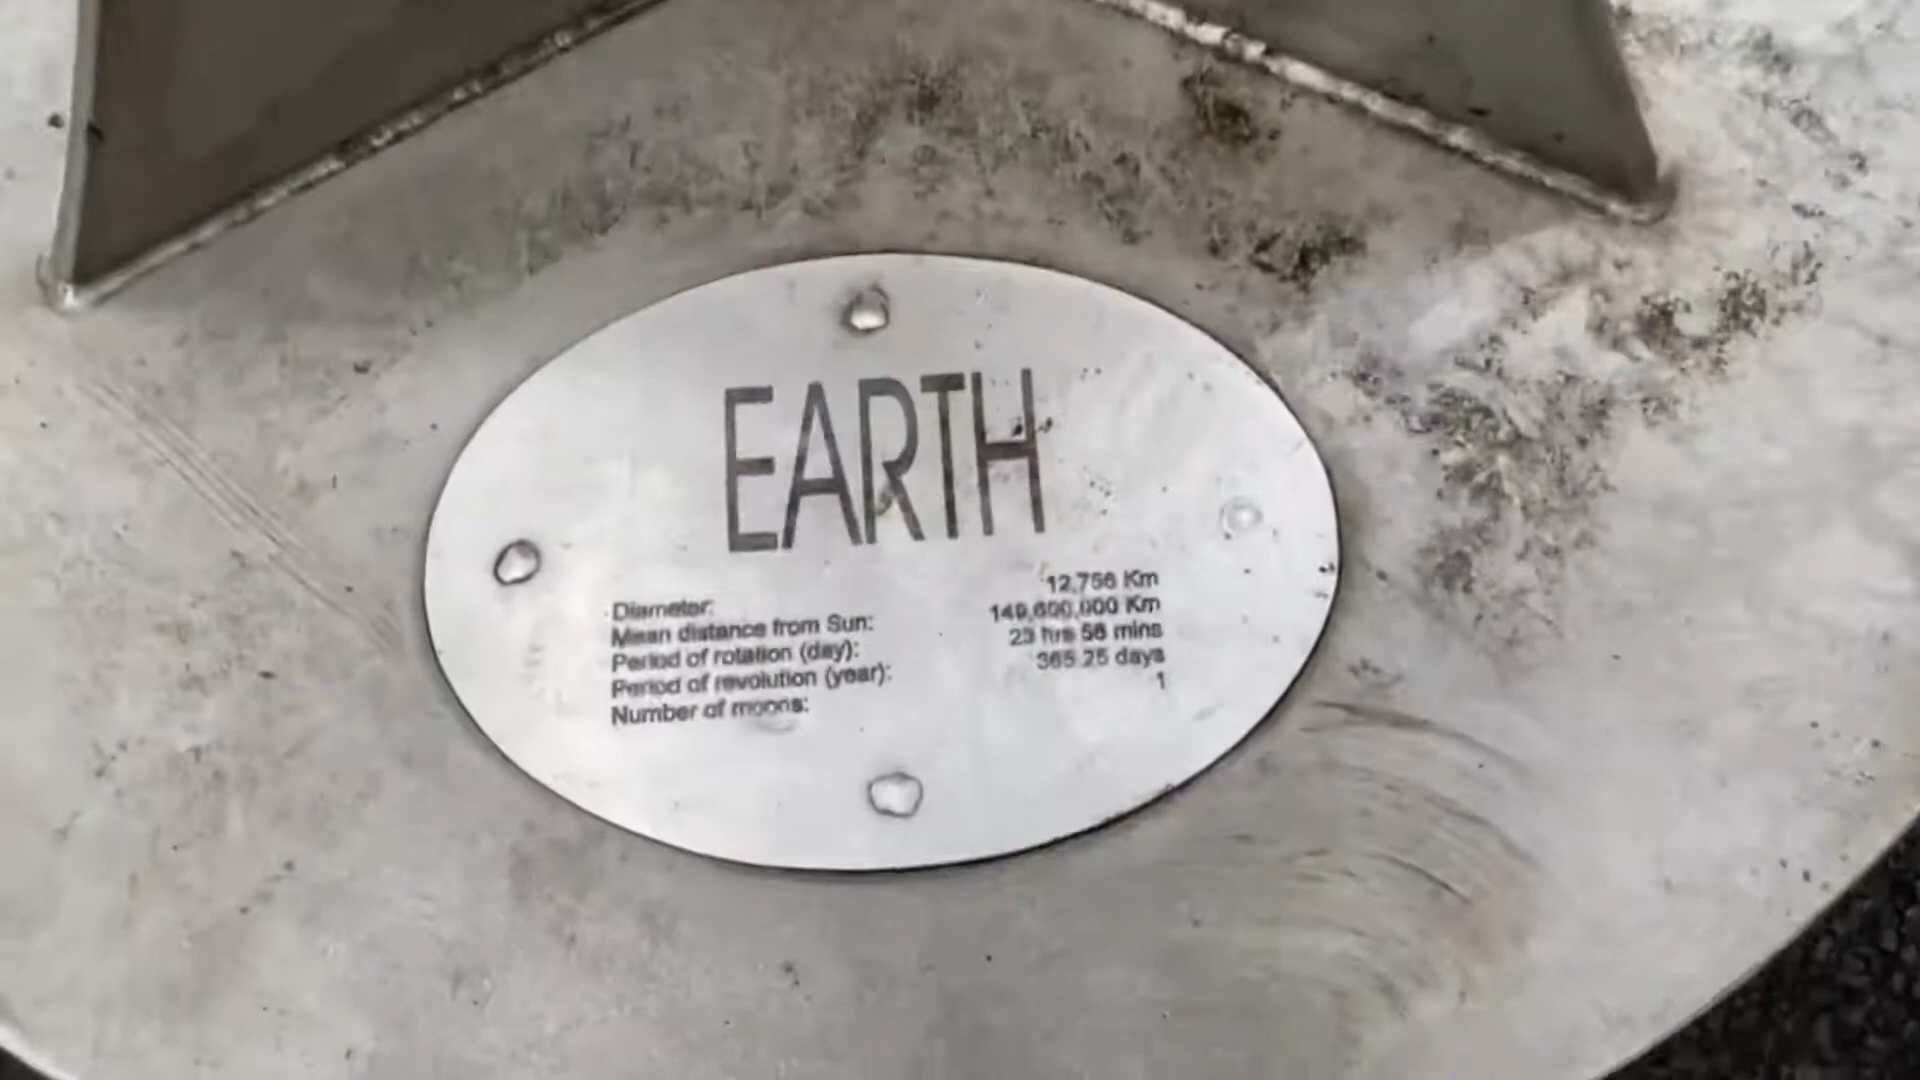 EARTH
Diameter: 12,756 Km
Mean distance from Sun: 149,600,000 Km
Period of rotation (day): 23 hrs 56 mins
Period of revolution (year): 365.25 days
Number of moons: 1